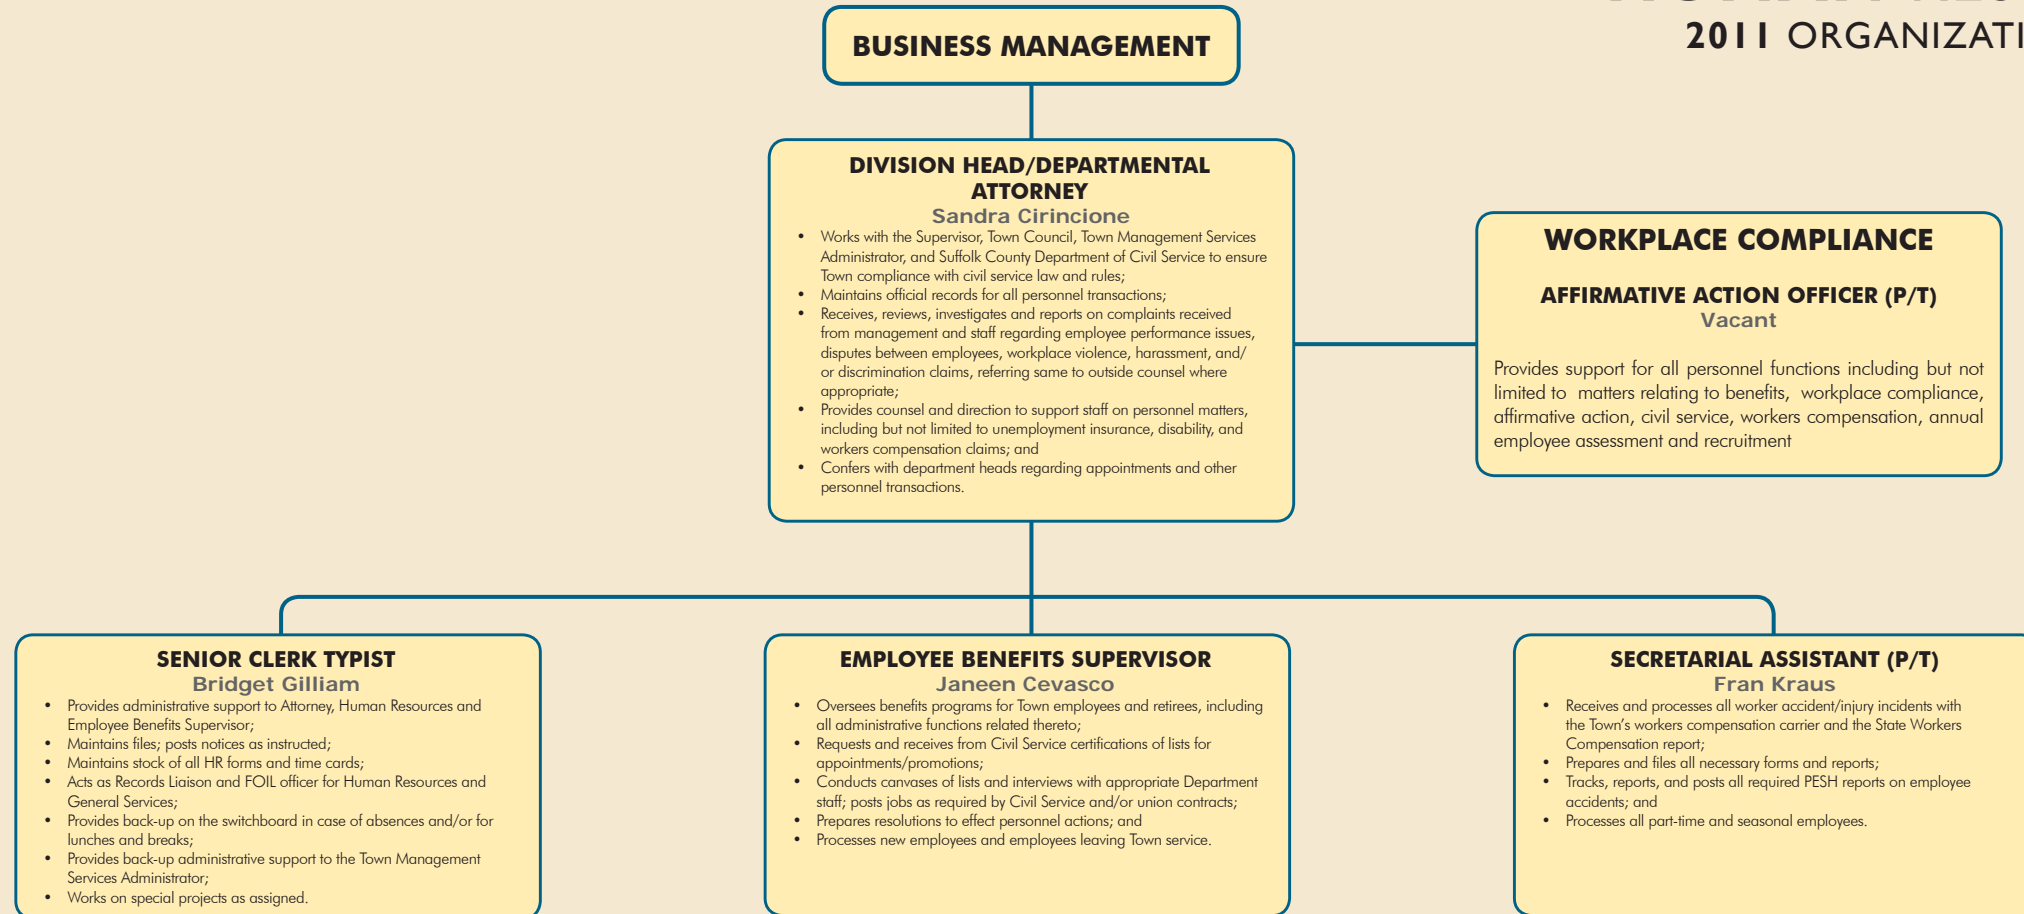 2011 ORGANIZATI
BUSINESS MANAGEMENT
DIVISION HEAD/DEPARTMENTAL
ATTORNEY
Sandra Cirincione
• Works with the Supervisor, Town Council, Town Management Services
Administrator, and Suffolk County Department of Civil Service to ensure
Town compliance with civil service law and rules;
• Maintains official records for all personnel transactions;
• Receives, reviews, investigates and reports on complaints received
from management and staff regarding employee performance issues,
disputes between employees, workplace violence, harassment, and/
or discrimination claims, referring same to outside counsel where
appropriate;
• Provides counsel and direction to support staff on personnel matters,
including but not limited to unemployment insurance, disability, and
workers compensation claims; and
• Confers with department heads regarding appointments and other
personnel transactions.
WORKPLACE COMPLIANCE
AFFIRMATIVE ACTION OFFICER (P/T)
Vacant
Provides support for all personnel functions including but not
limited to matters relating to benefits, workplace compliance,
affirmative action, civil service, workers compensation, annual
employee assessment and recruitment
SENIOR CLERK TYPIST
Bridget Gilliam
• Provides administrative support to Attorney, Human Resources and
Employee Benefits Supervisor;
• Maintains files; posts notices as instructed;
• Maintains stock of all HR forms and time cards;
• Acts as Records Liaison and FOIL officer for Human Resources and
General Services;
• Provides back-up on the switchboard in case of absences and/or for
lunches and breaks;
• Provides back-up administrative support to the Town Management
Services Administrator;
• Works on special projects as assigned.
EMPLOYEE BENEFITS SUPERVISOR
Janeen Cevasco
• Oversees benefits programs for Town employees and retirees, including
all administrative functions related thereto;
• Requests and receives from Civil Service certifications of lists for
appointments/promotions;
• Conducts canvases of lists and interviews with appropriate Department
staff; posts jobs as required by Civil Service and/or union contracts;
• Prepares resolutions to effect personnel actions; and
• Processes new employees and employees leaving Town service.
SECRETARIAL ASSISTANT (P/T)
Fran Kraus
• Receives and processes all worker accident/injury incidents with
the Town's workers compensation carrier and the State Workers
Compensation report;
• Prepares and files all necessary forms and reports;
• Tracks, reports, and posts all required PESH reports on employee
accidents; and
• Processes all part-time and seasonal employees.